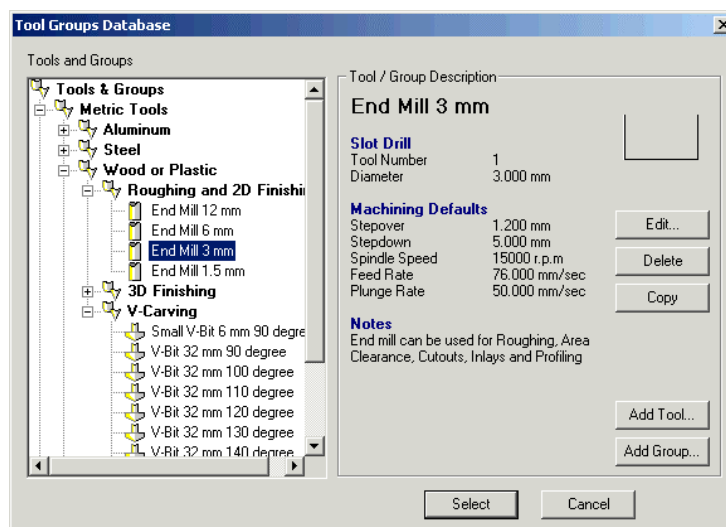 Tool Groups Database
Tools and Groups
Tools & Groups
Metric Tools
Aluminum
Steel
Wood or Plastic
Roughing and 2D Finishi
End Mill 12 mm
End Mill 6 mm
End Mill 3 mm
End Mill 1.5 mm
3D Finishing
V-Carving
Small V-Bit 6 mm 90 degre
V-Bit 32 mm 90 degree
V-Bit 32 mm 100 degree
V-Bit 32 mm 110 degree
V-Bit 32 mm 120 degree
V-Bit 32 mm 130 degree
V-Bit 32 mm 140 degree
Tool / Group Description
End Mill 3 mm
Slot Drill
Tool Number 1
Diameter 3.000 mm
Machining Defaults
Stepover 1.200 mm
Stepdown 5.000 mm
Spindle Speed 15000 r.p.m
Feed Rate 76.000 mm/sec
Plunge Rate 50.000 mm/sec
Notes
End mill can be used for Roughing, Area
Clearance, Cutouts, Inlays and Profiling
Edit...
Delete
Copy
Add Tool...
Add Group...
Select
Cancel